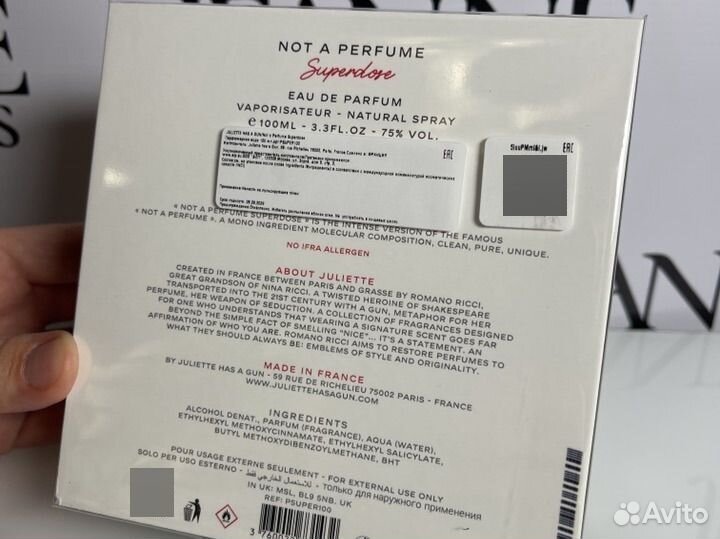 NOT A PERFUME
Superdose
EAU DE PARFUM
VAPORISATEUR - NATURAL SPRAY
℮100ML - 3.3FL.OZ - 75% VOL.
EAC
EAC
« NOT A PERFUME SUPERDOSE » IS THE INTENSE VERSION OF THE FAMOUS
« NOT A PERFUME ». A MONO INGREDIENT MOLECULAR COMPOSITION, CLEAN, PURE, UNIQUE.
NO IFRA ALLERGEN
ABOUT JULIETTE
CREATED IN FRANCE BETWEEN PARIS AND GRASSE BY ROMANO RICCI,
GREAT GRANDSON OF NINA RICCI. A TWISTED HEROINE OF SHAKESPEARE
TRANSPORTED INTO THE 21ST CENTURY WITH A GUN, METAPHOR FOR HER
PERFUME, HER WEAPON OF SEDUCTION. A COLLECTION OF FRAGRANCES DESIGNED
FOR ONE WHO UNDERSTANDS THAT WEARING A SIGNATURE SCENT GOES FAR
BEYOND THE SIMPLE FACT OF SMELLING "NICE"... IT'S A STATEMENT. AN
AFFIRMATION OF WHO YOU ARE. ROMANO RICCI AIMS TO RESTORE PERFUMES TO
WHAT THEY SHOULD ALWAYS BE: EMBLEMS OF STYLE AND ORIGINALITY.
MADE IN FRANCE
BY JULIETTE HAS A GUN - 59 RUE DE RICHELIEU 75002 PARIS - FRANCE
WWW.JULIETTEHASAGUN.COM
INGREDIENTS
ALCOHOL DENAT., PARFUM (FRAGRANCE), AQUA (WATER),
ETHYLHEXYL METHOXYCINNAMATE, ETHYLHEXYL SALICYLATE,
BUTYL METHOXYDIBENZOYLMETHANE, BHT
POUR USAGE EXTERNE SEULEMENT - FOR EXTERNAL USE ONLY
SOLO PER USO ESTERNO - للاستعمال الخارجي فقط - Только для наружного применения
IN UK: MSL, BL9 5NB. UK
REF: PSUPER100
Avito